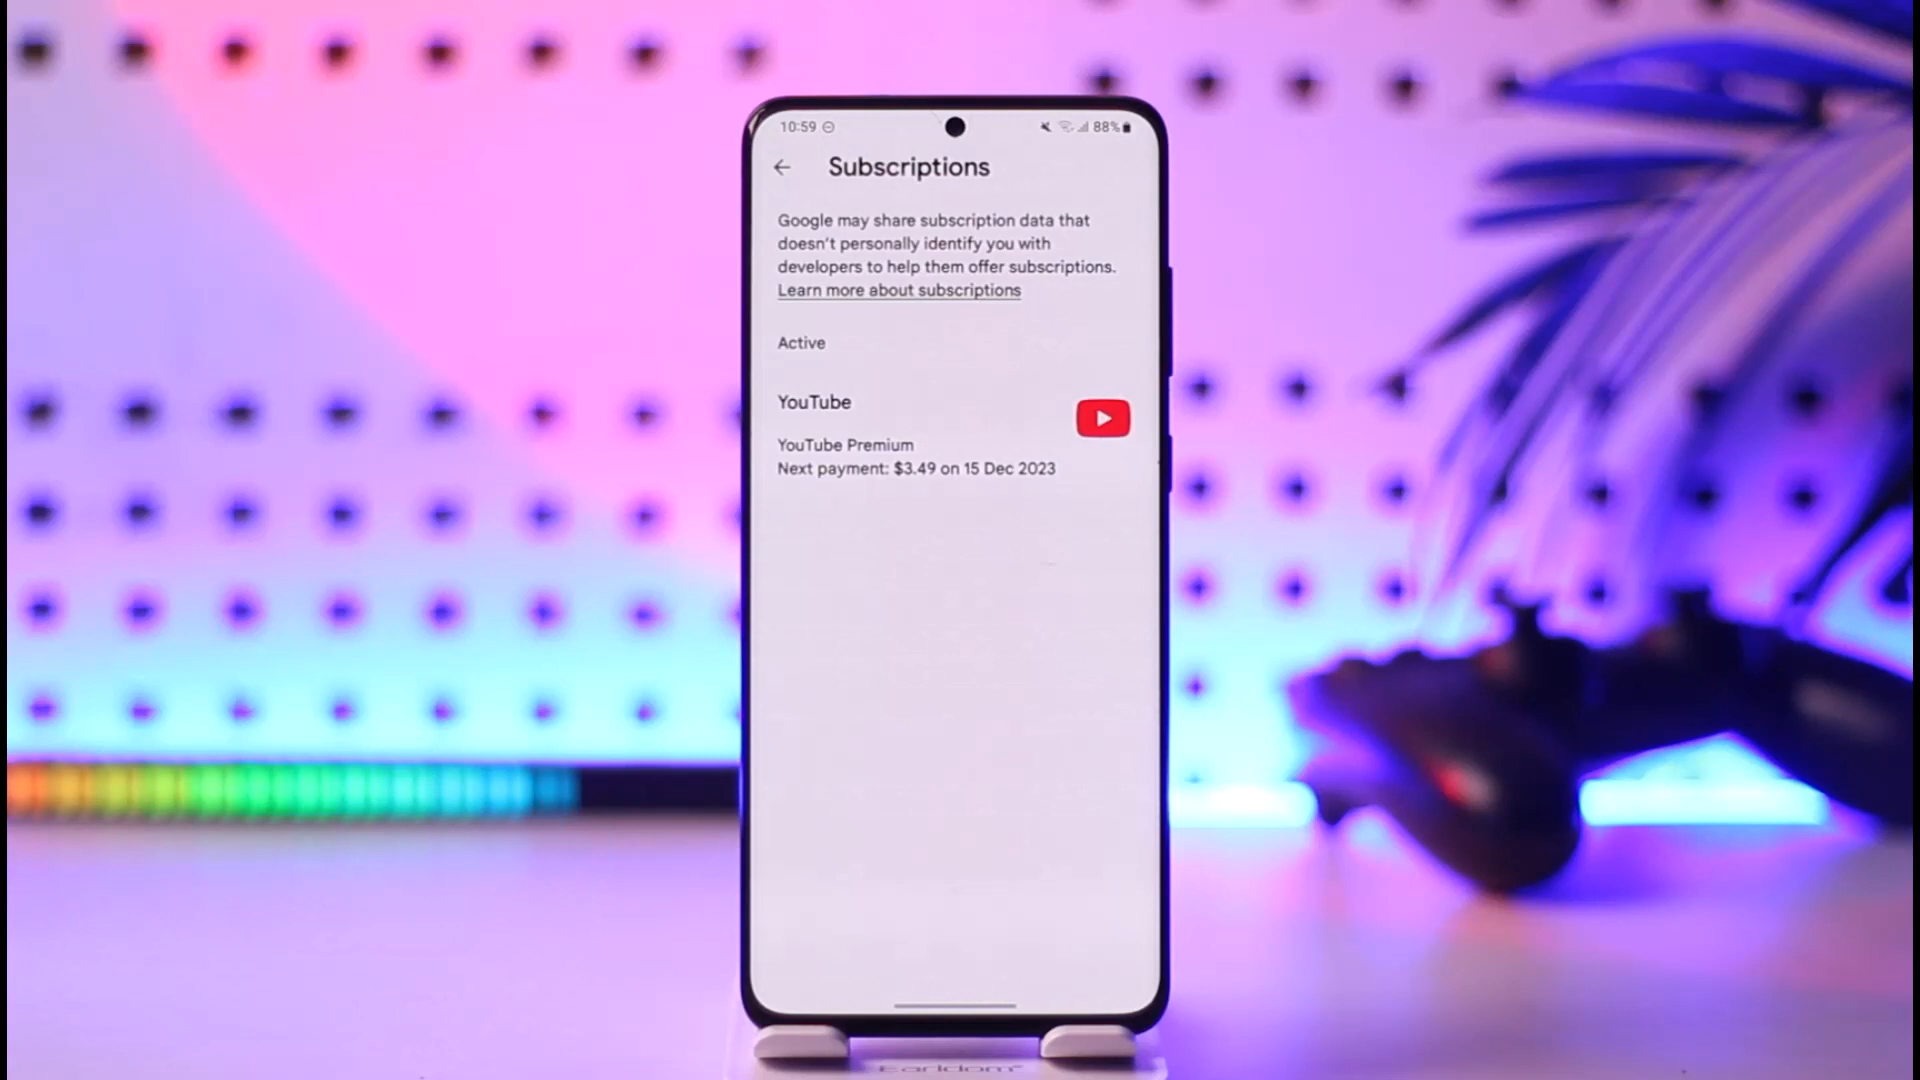 10:59
88%
Subscriptions
Google may share subscription data that
doesn't personally identify you with
developers to help them offer subscriptions.
Learn more about subscriptions
Active
YouTube
YouTube Premium
Next payment: $3.49 on 15 Dec 2023
Earldom